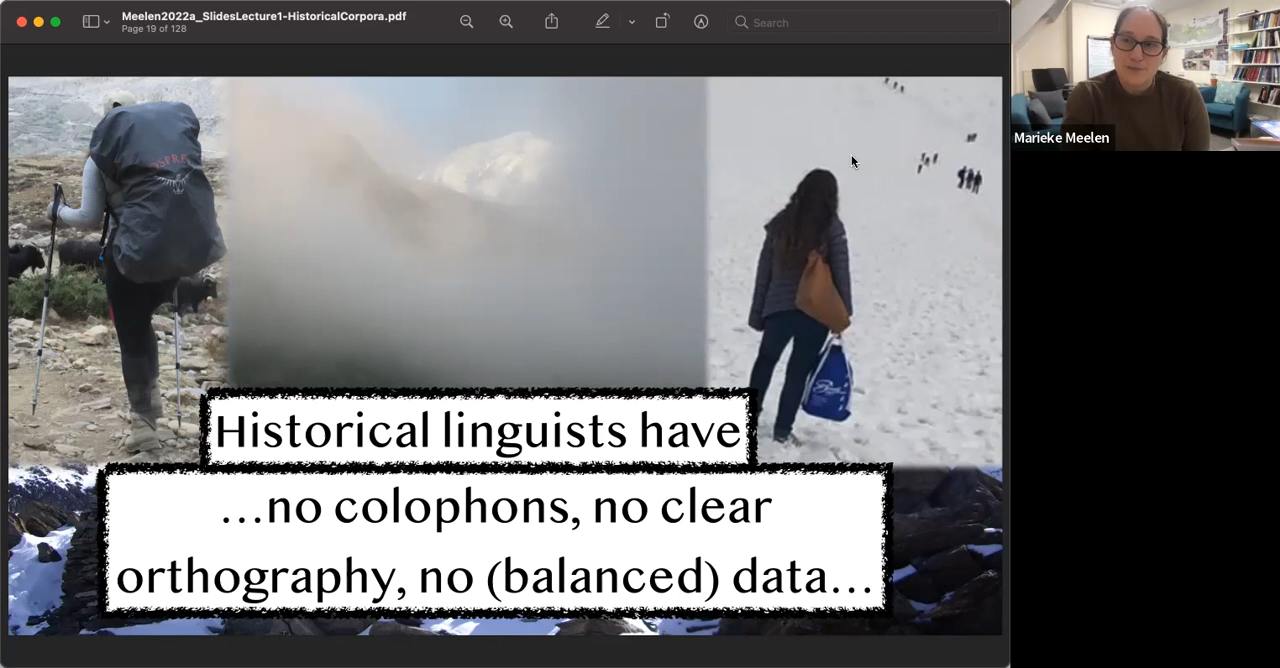 Meelen2022a_SlidesLecture1-HistoricalCorpora.pdf
Page 19 of 128
Search
Marieke Meelen
OSPREY
Historical linguists have
…no colophons, no clear
orthography, no (balanced) data…